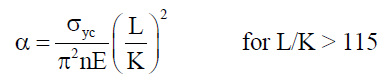 α = σyc / π²nE (L / K)² for L/K > 115